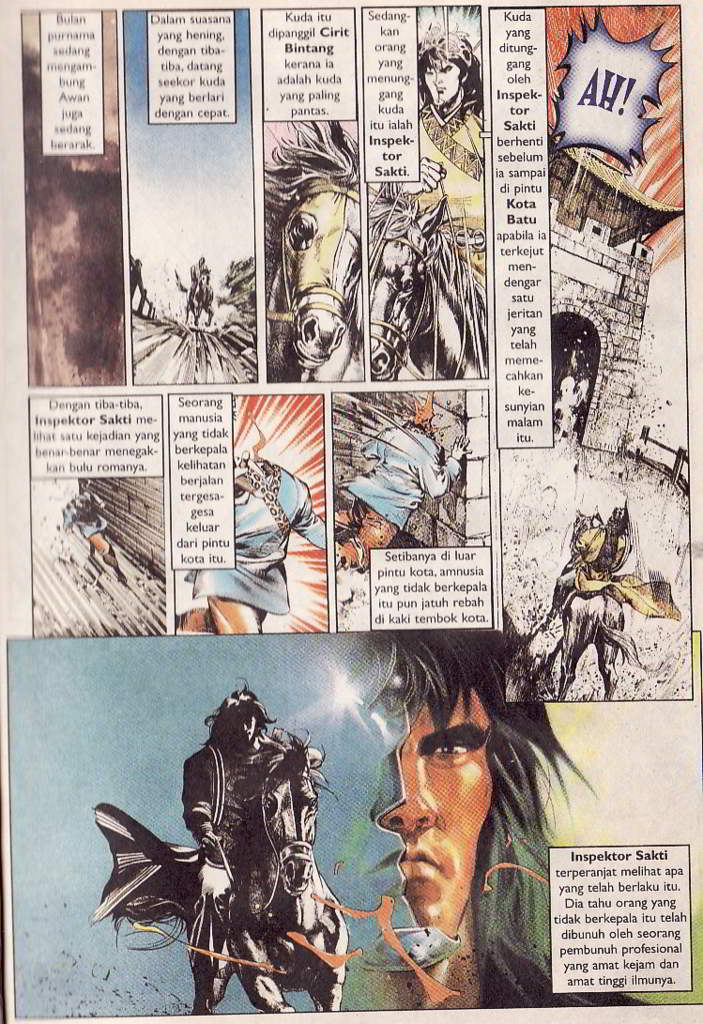 Bulan
purnama
sedang
mengam-
bung
Awan
juga
sedang
berarak.
Dalam suasana
yang hening,
dengan tiba-
tiba, datang
seekor kuda
yang berlari
dengan cepat.
Kuda itu
dipanggil Cirit
Bintang
kerana ia
adalah kuda
yang paling
pantas.
Sedang-
kan
orang
yang
menung-
gang
kuda
itu ialah
Inspek-
tor
Sakti.
Kuda
yang
ditung-
gang
oleh
Inspek-
tor
Sakti
berhenti
sebelum
ia sampai
di pintu
Kota
Batu
apabila ia
terkejut
men-
dengar
satu
jeritan
yang
telah
meme-
cahkan
ke-
sunyian
malam
itu.
AH!
Dengan tiba-tiba,
Inspektor Sakti me-
lihat satu kejadian yang
benar-benar menegak-
kan bulu romanya.
Seorang
manusia
yang tidak
berkepala
kelihatan
berjalan
tergesa-
gesa
keluar
dari pintu
kota itu.
Setibanya di luar
pintu kota, amnusia
yang tidak berkepala
itu pun jatuh rebah
di kaki tembok kota.
Inspektor Sakti
terperanjat melihat apa
yang telah berlaku itu.
Dia tahu orang yang
tidak berkepala itu telah
dibunuh oleh seorang
pembunuh profesional
yang amat kejam dan
amat tinggi ilmunya.